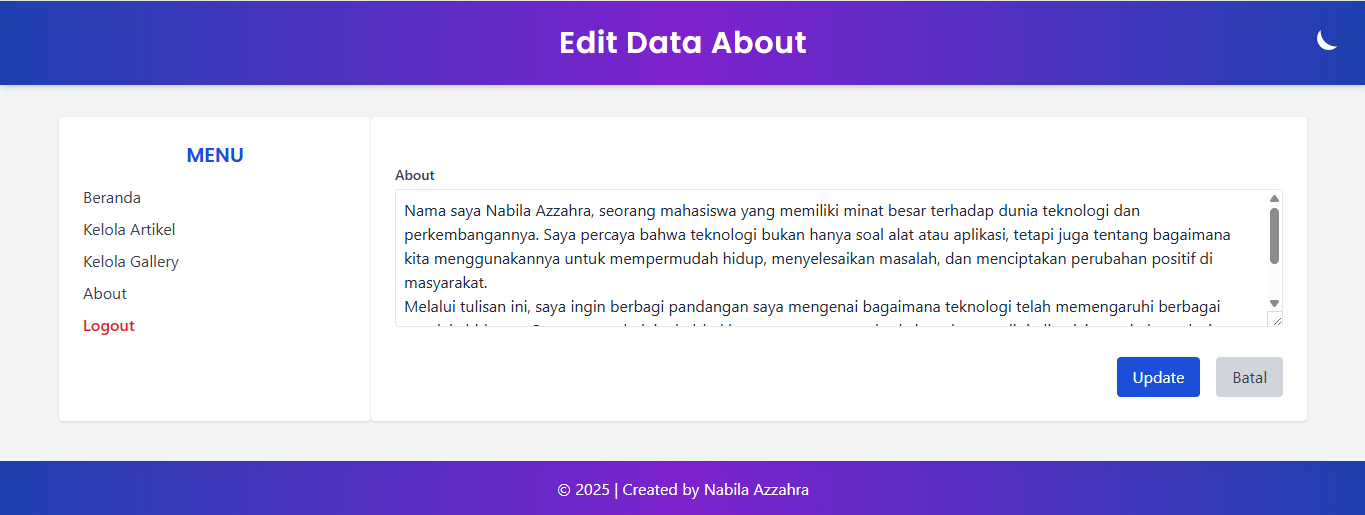 Edit Data About
MENU
Beranda
Kelola Artikel
Kelola Gallery
About
Logout
About
Nama saya Nabila Azzahra, seorang mahasiswa yang memiliki minat besar terhadap dunia teknologi dan
perkembangannya. Saya percaya bahwa teknologi bukan hanya soal alat atau aplikasi, tetapi juga tentang bagaimana
kita menggunakannya untuk mempermudah hidup, menyelesaikan masalah, dan menciptakan perubahan positif di
masyarakat.
Melalui tulisan ini, saya ingin berbagi pandangan saya mengenai bagaimana teknologi telah memengaruhi berbagai
Update
Batal
© 2025 | Created by Nabila Azzahra